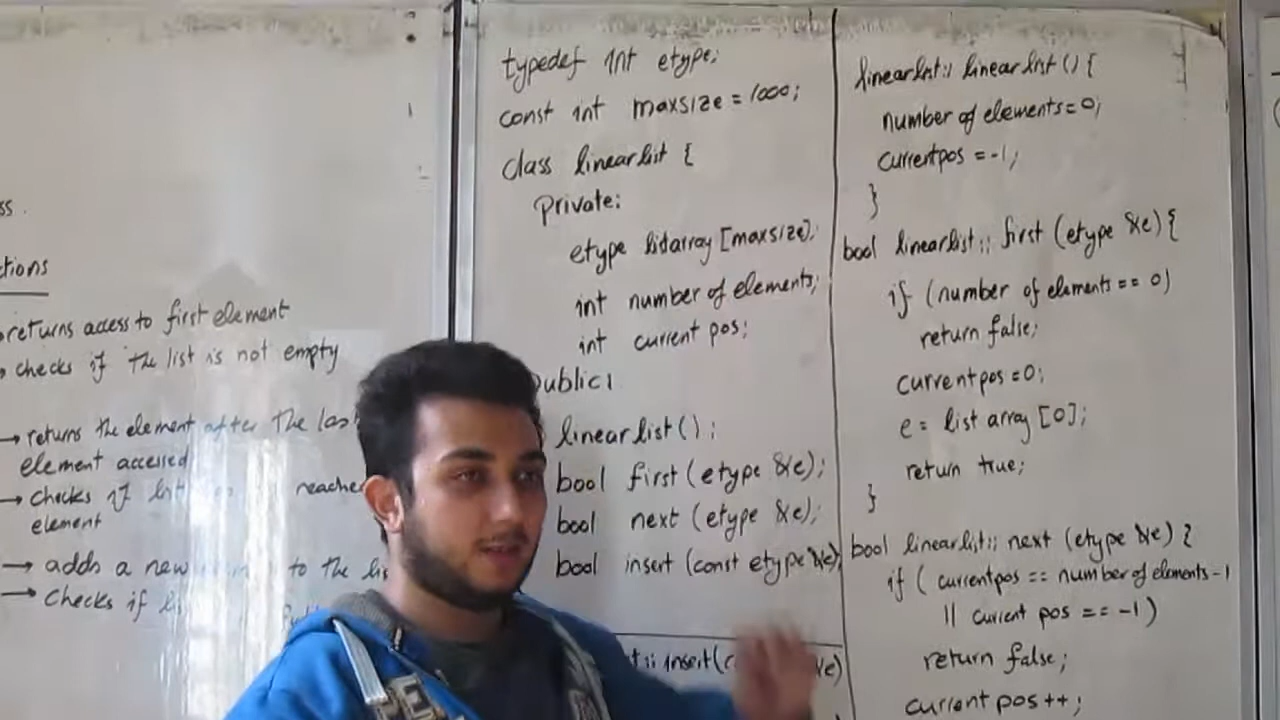 ss.
ctions
returns access to first element
checks if the list is not empty
→ returns the element after the last
element accessed
→ checks if list reache
element
→ adds a new to the li
→ checks if li
typedef int etype;
const int maxsize = 1000;
class linearlist {
private:
etype listarray [maxsize];
int number of elements;
int current pos;
public:
linearlist();
bool first (etype &e);
bool next (etype &e);
bool insert (const etype &e)
t:: insert(c &e)
linearlist:: linearlist () {
number of elements=0;
currentpos = -1;
}
bool linearlist:: first (etype &e) {
if (number of elements == 0)
return false;
currentpos = 0;
e = list array [0];
return true;
}
bool linearlist:: next (etype &e) {
if ( currentpos == number of elements-1
|| current pos == -1)
return false;
current pos ++;